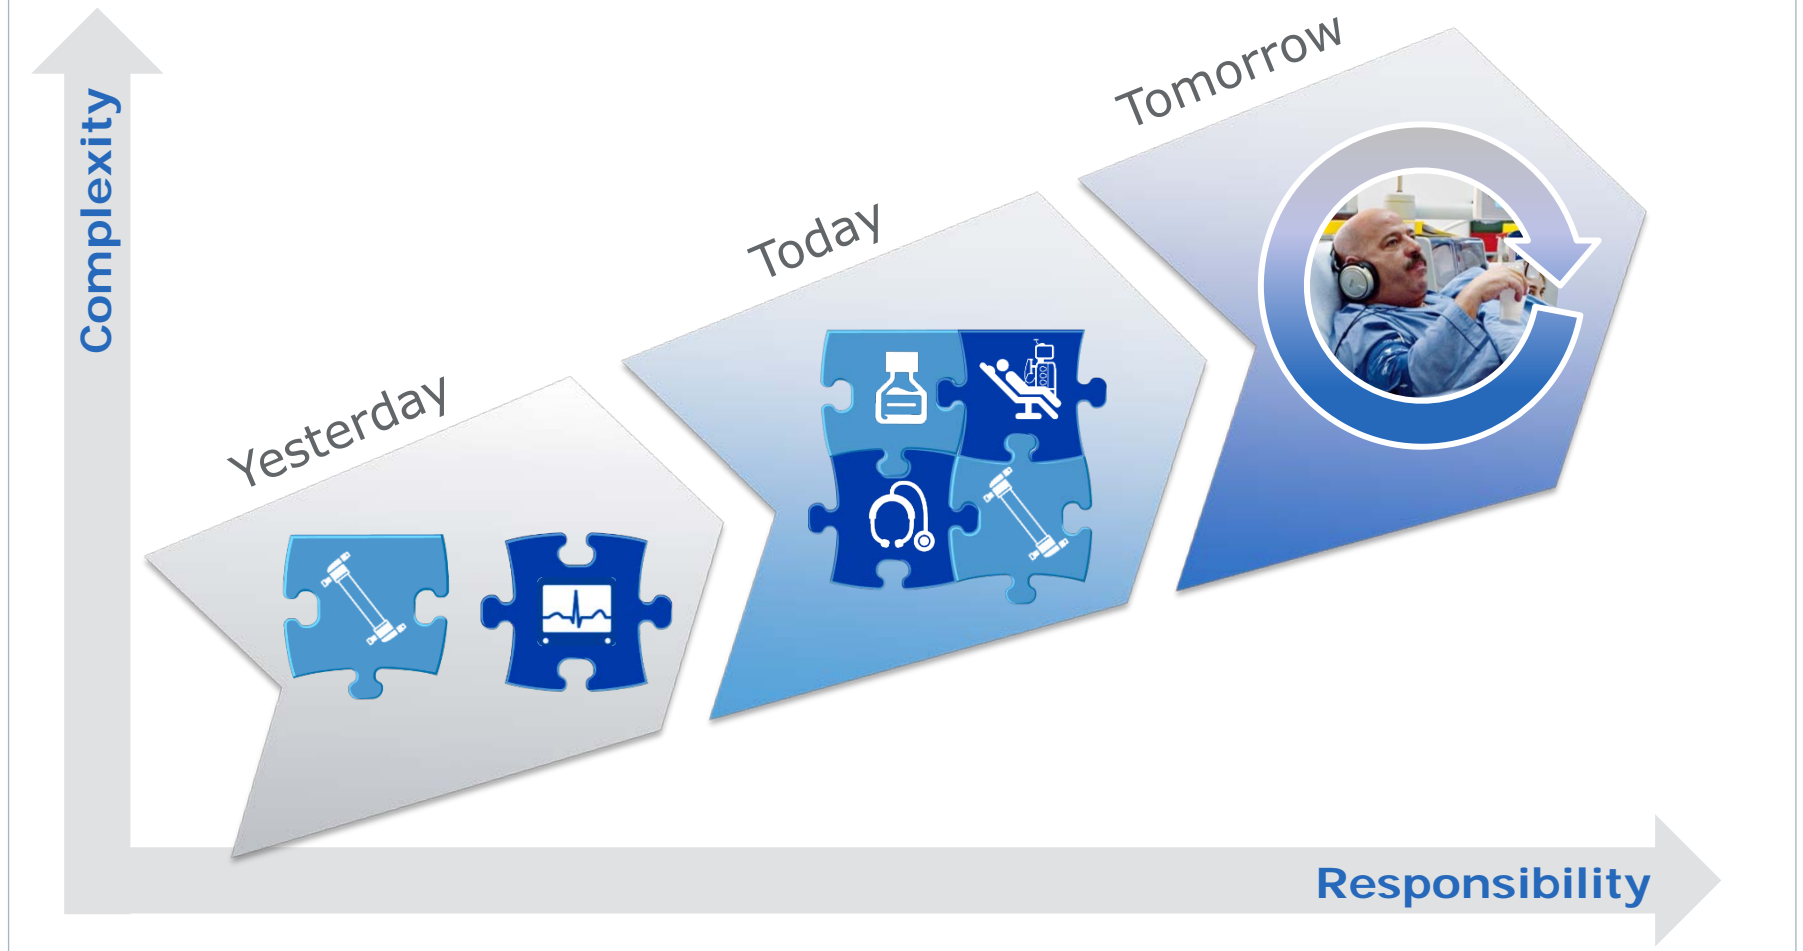 Complexity
Yesterday
Today
Tomorrow
Responsibility